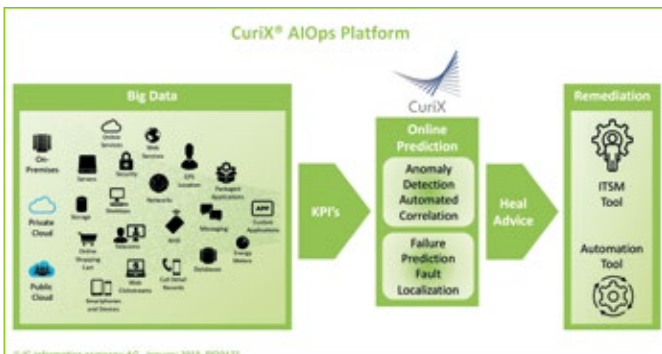 CuriX® AIOps Platform
Big Data
On-
Premises
Private
Cloud
Public
Cloud
Online
Services
Web
Services
Servers
Security
GPS
Location
Packaged
Applications
Storage
Desktops
Networks
Messaging
APP
Custom
Applications
Online
Shopping
Cart
Telecoms
Energy
Meters
Databases
Web
Clickstreams
Call Detail
Records
Smartphones
and Devices
KPI's
CuriX
Online
Prediction
Anomaly
Detection
Automated
Correlation
Failure
Prediction
Fault
Localization
Heal
Advice
Remediation
ITSM
Tool
Automation
Tool